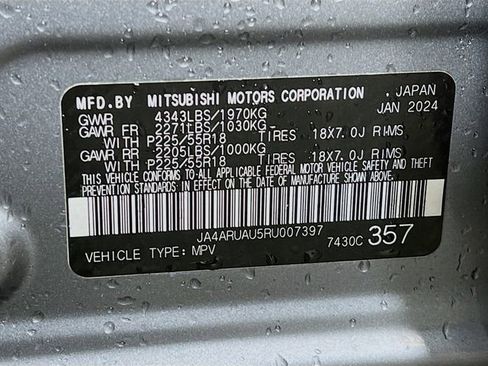 MFD.BY MITSUBISHI MOTORS CORPORATION JAPAN
GVWR 4343LBS/1970KG JAN 2024
GAWR FR 2271LBS/1030KG
WITH P225/55R18 TIRES 18X7.0J RIMS
GAWR RR 2205LBS/1000KG
WITH P225/55R18 TIRES 18X7.0J RIMS
THIS VEHICLE CONFORMS TO ALL
APPLICABLE FEDERAL MOTOR VEHICLE SAFETY AND THEFT
PREVENTION STANDARDS IN EFFECT ON THE DATE OF
MANUFACTURE SHOWN ABOVE.
JA4ARUAU5RU007397
VEHICLE TYPE: MPV 7430C 357